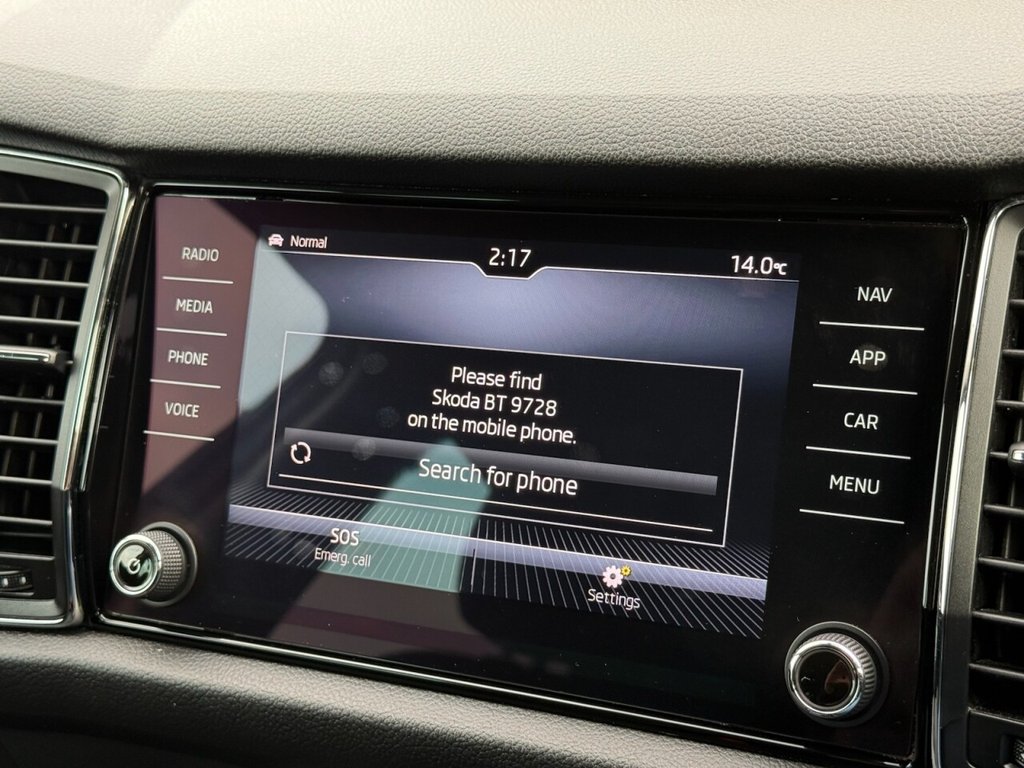 RADIO
MEDIA
PHONE
VOICE
Normal
2:17
14.0°C
Please find
Skoda BT 9728
on the mobile phone.
Search for phone
SOS
Emerg. call
Settings
NAV
APP
CAR
MENU